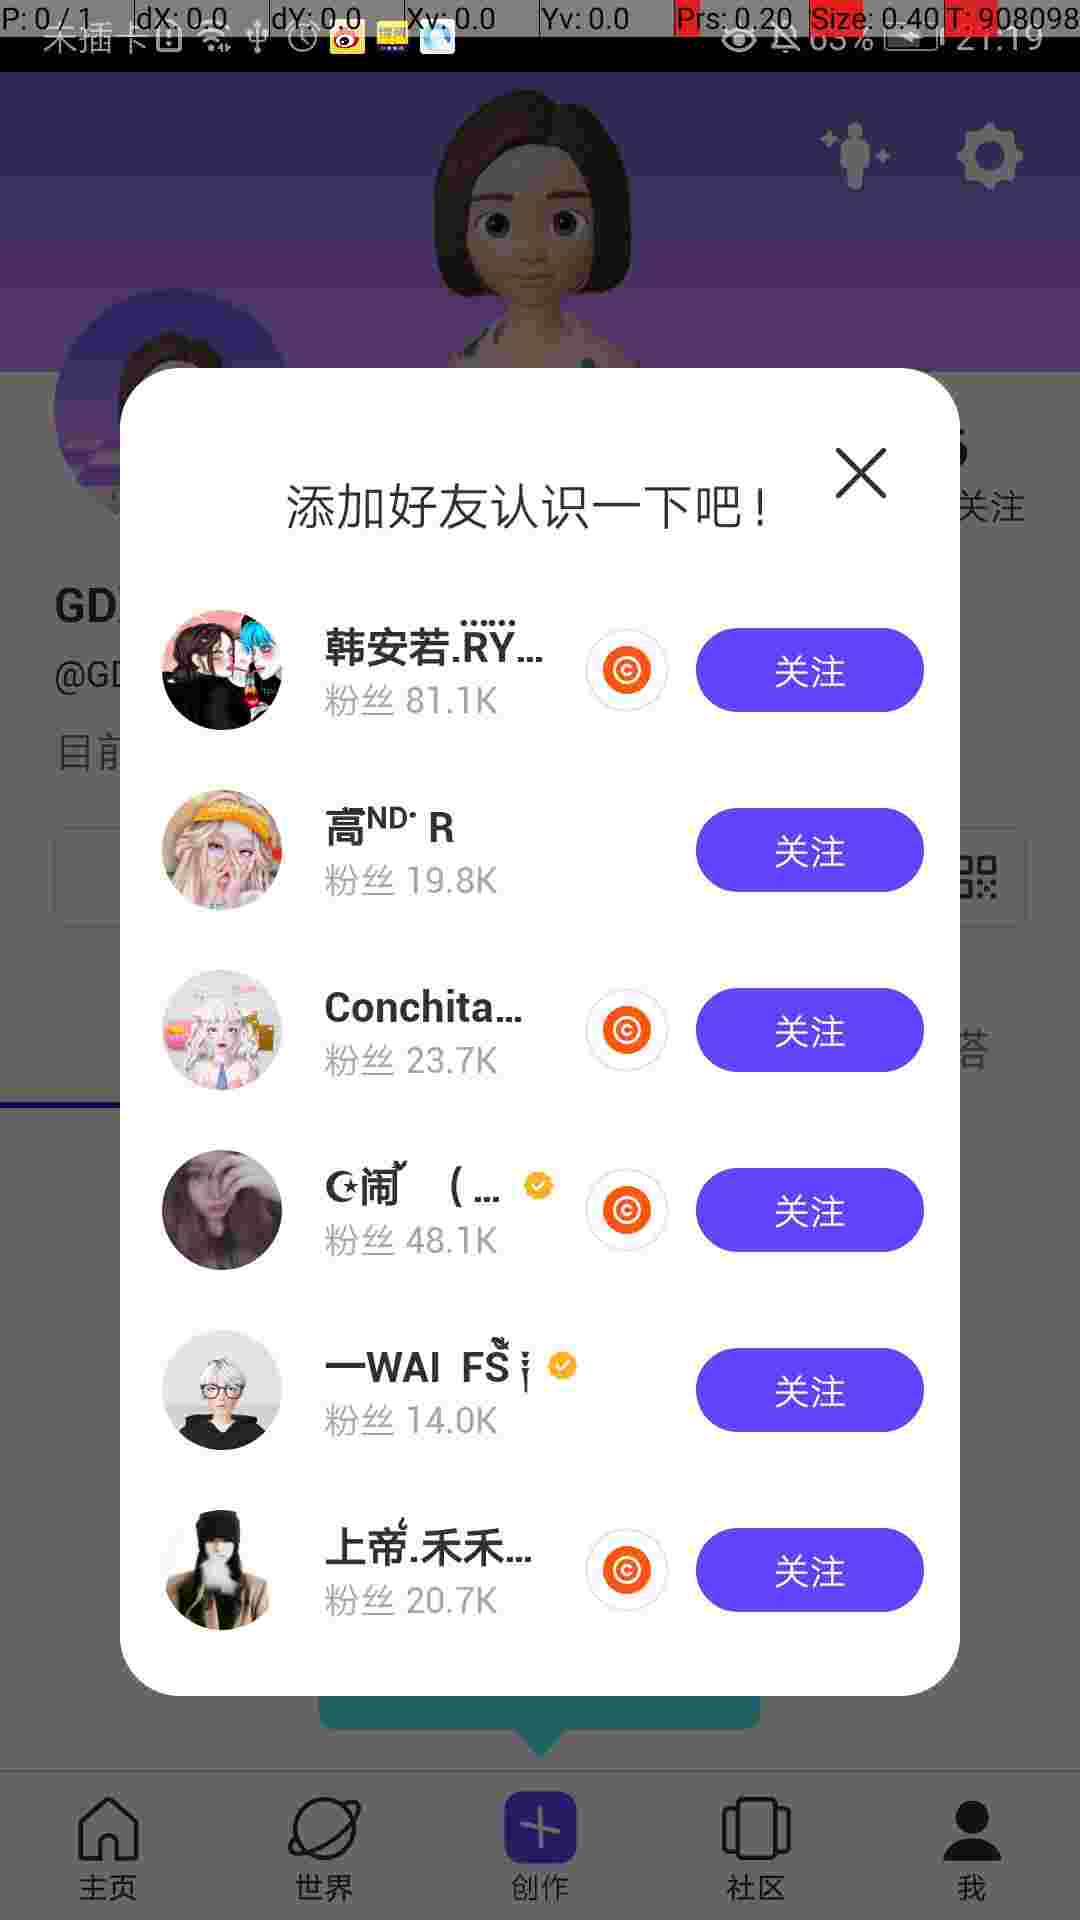 P: 0 / 1 dX: 0.0 dY: 0.0 Xv: 0.0 Yv: 0.0 Prs: 0.20 Size: 0.40 T: 908098
未插卡 63% 21:19
添加好友认识一下吧!
关注
GD
@GD
目前
韩安若.RY...
粉丝 81.1K
关注
高ᴺᴰ· R
粉丝 19.8K
关注
Conchita...
粉丝 23.7K
关注
☪闹 ( ...
粉丝 48.1K
关注
一WAI FS
粉丝 14.0K
关注
上帝.禾禾...
粉丝 20.7K
关注
主页 世界 创作 社区 我